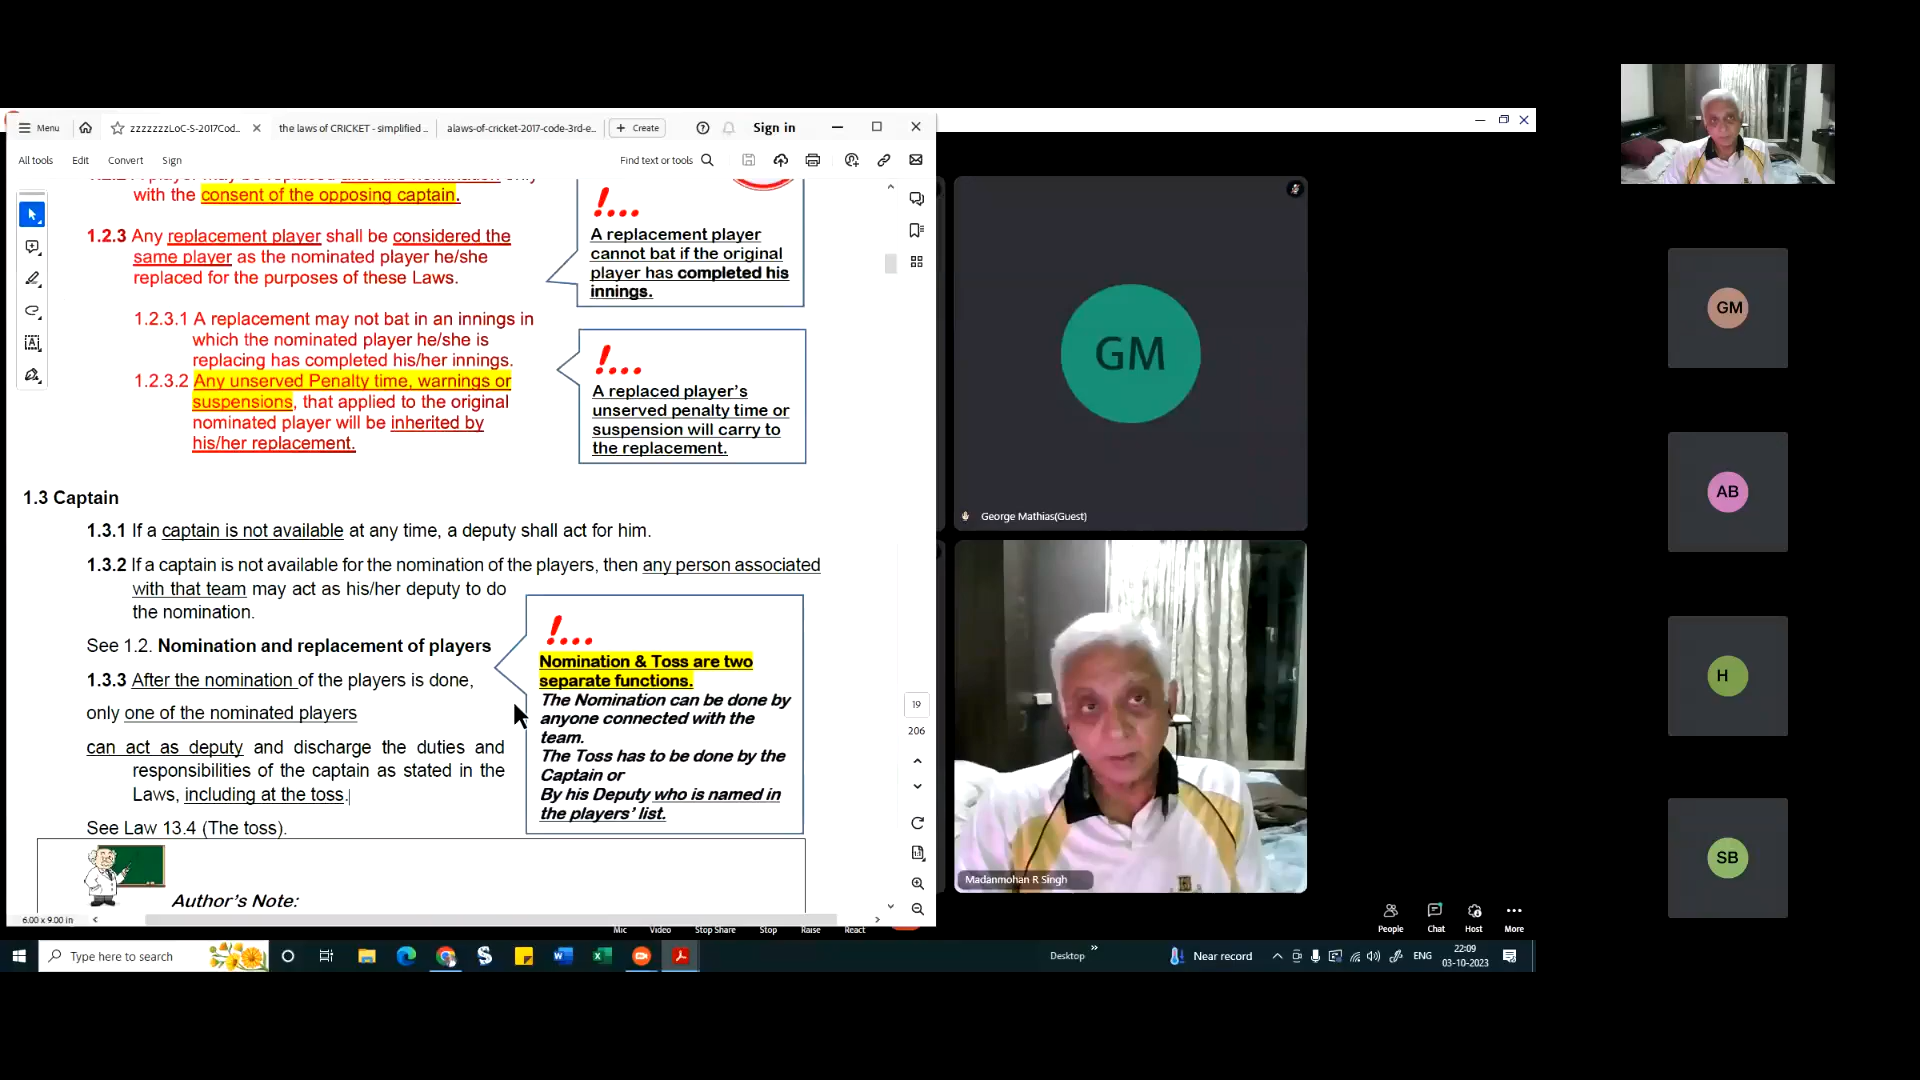 Menu
zzzzzzzLoC-S-2017Cod...
the laws of CRICKET - simplified ...
alaws-of-cricket-2017-code-3rd-e...
Create
Sign in
All tools
Edit
Convert
Sign
Find text or tools
with the consent of the opposing captain.
1.2.3 Any replacement player shall be considered the
same player as the nominated player he/she
replaced for the purposes of these Laws.
1.2.3.1 A replacement may not bat in an innings in
which the nominated player he/she is
replacing has completed his/her innings.
1.2.3.2 Any unserved Penalty time, warnings or
suspensions, that applied to the original
nominated player will be inherited by
his/her replacement.
!...
A replacement player
cannot bat if the original
player has completed his
innings.
!...
A replaced player's
unserved penalty time or
suspension will carry to
the replacement.
1.3 Captain
1.3.1 If a captain is not available at any time, a deputy shall act for him.
1.3.2 If a captain is not available for the nomination of the players, then any person associated
with that team may act as his/her deputy to do
the nomination.
See 1.2. Nomination and replacement of players
1.3.3 After the nomination of the players is done,
only one of the nominated players
can act as deputy and discharge the duties and
responsibilities of the captain as stated in the
Laws, including at the toss.
See Law 13.4 (The toss).
!...
Nomination & Toss are two
separate functions.
The Nomination can be done by
anyone connected with the
team.
The Toss has to be done by the
Captain or
By his Deputy who is named in
the players' list.
Author's Note:
19
206
6.00 x 9.00 in
GM
George Mathias(Guest)
Madanmohan R Singh
GM
AB
H
SB
Mic
Video
Stop Share
Stop
Raise
React
People
Chat
Host
More
Type here to search
Desktop
Near record
ENG
22:09
03-10-2023